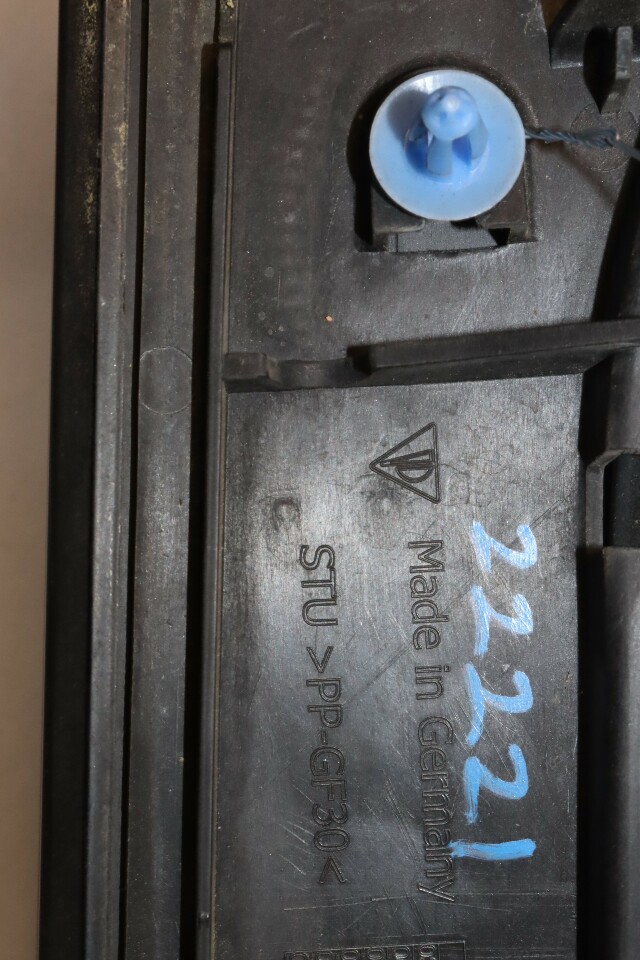 22221
Made in Germany
STU >PP-GF30<
C